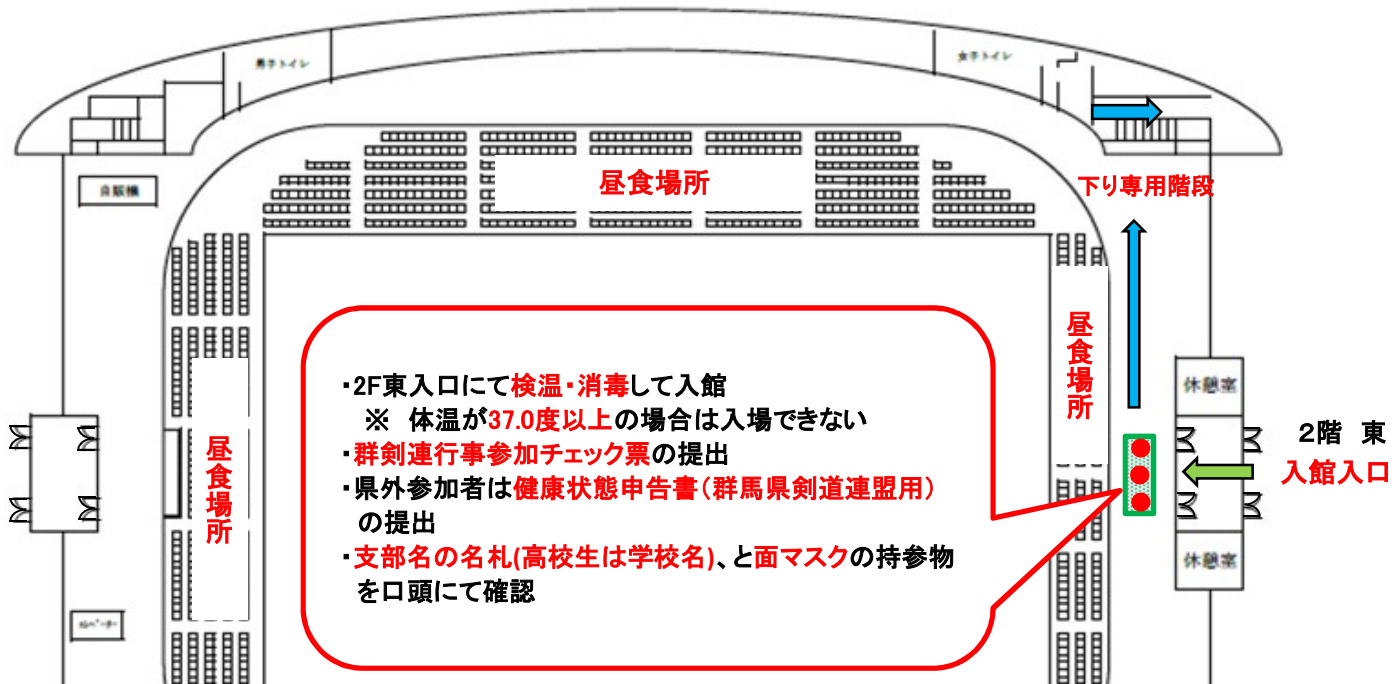 男子トイレ
女子トイレ
自販機
昼食場所
下り専用階段
・2F東入口にて検温・消毒して入館
※ 体温が37.0度以上の場合は入場できない
・群剣連行事参加チェック票の提出
・県外参加者は健康状態申告書(群馬県剣道連盟用)
の提出
・支部名の名札(高校生は学校名)、と面マスクの持参物
を口頭にて確認
昼食場所
昼食場所
休憩室
2階 東
入館入口
休憩室
エレベーター